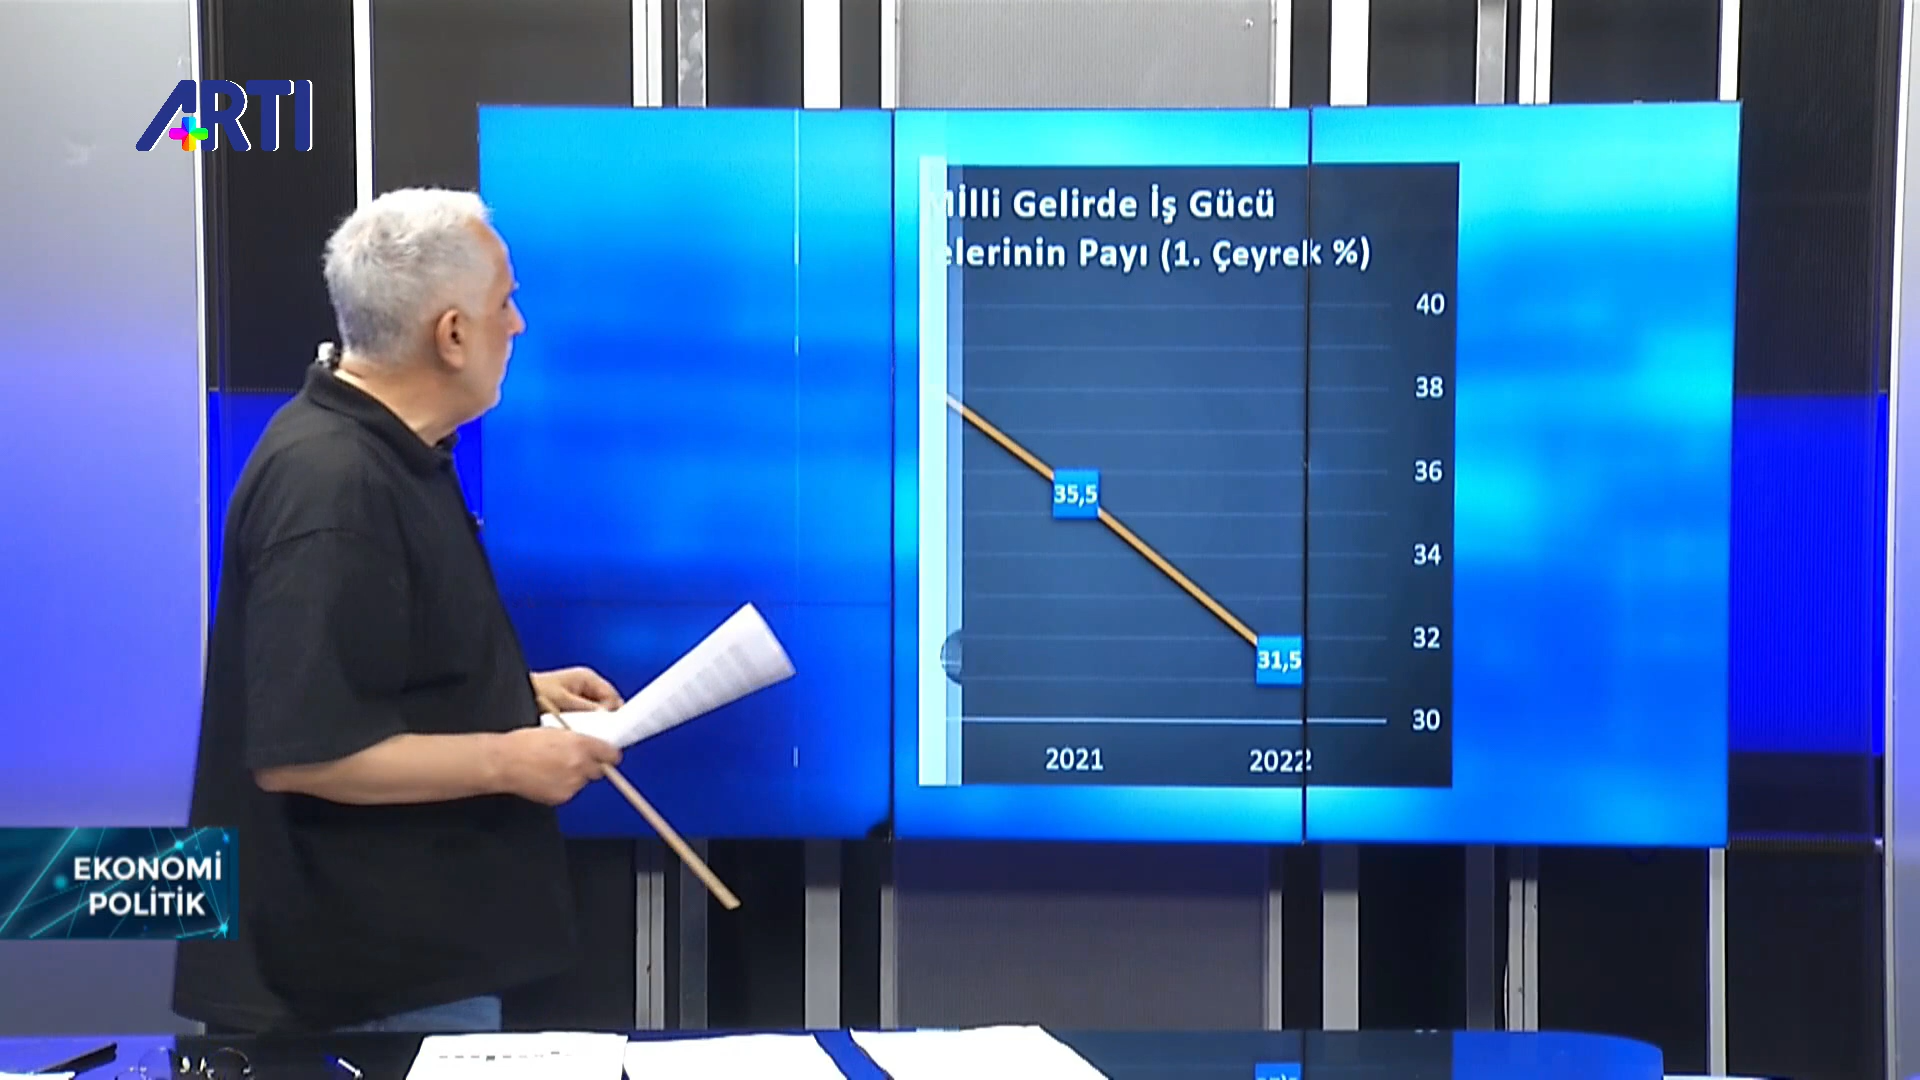 ARTI
Milli Gelirde İş Gücü
elerinin Payı (1. Çeyrek %)
40
38
36
35,5
34
32
31,5
30
2021
2022
EKONOMİ
POLİTİK